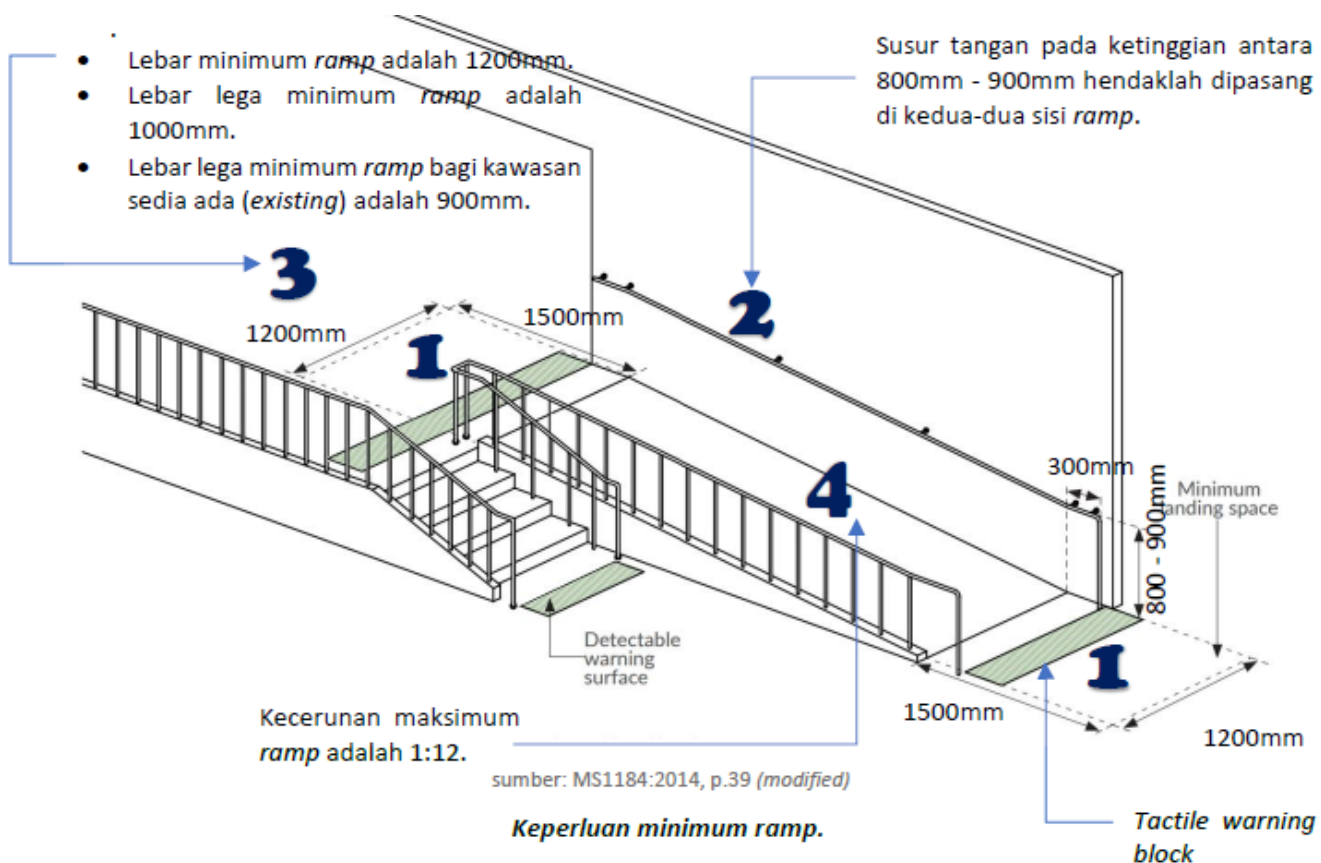 • Lebar minimum ramp adalah 1200mm.
• Lebar lega minimum ramp adalah
1000mm.
• Lebar lega minimum ramp bagi kawasan
sedia ada (existing) adalah 900mm.
Susur tangan pada ketinggian antara
800mm - 900mm hendaklah dipasang
di kedua-dua sisi ramp.
3
2
1200mm
1500mm
1
4
300mm
800 - 900mm
Minimum
landing space
Detectable
warning
surface
1
1500mm
1200mm
Kecerunan maksimum
ramp adalah 1:12.
sumber: MS1184:2014, p.39 (modified)
Keperluan minimum ramp.
Tactile warning
block